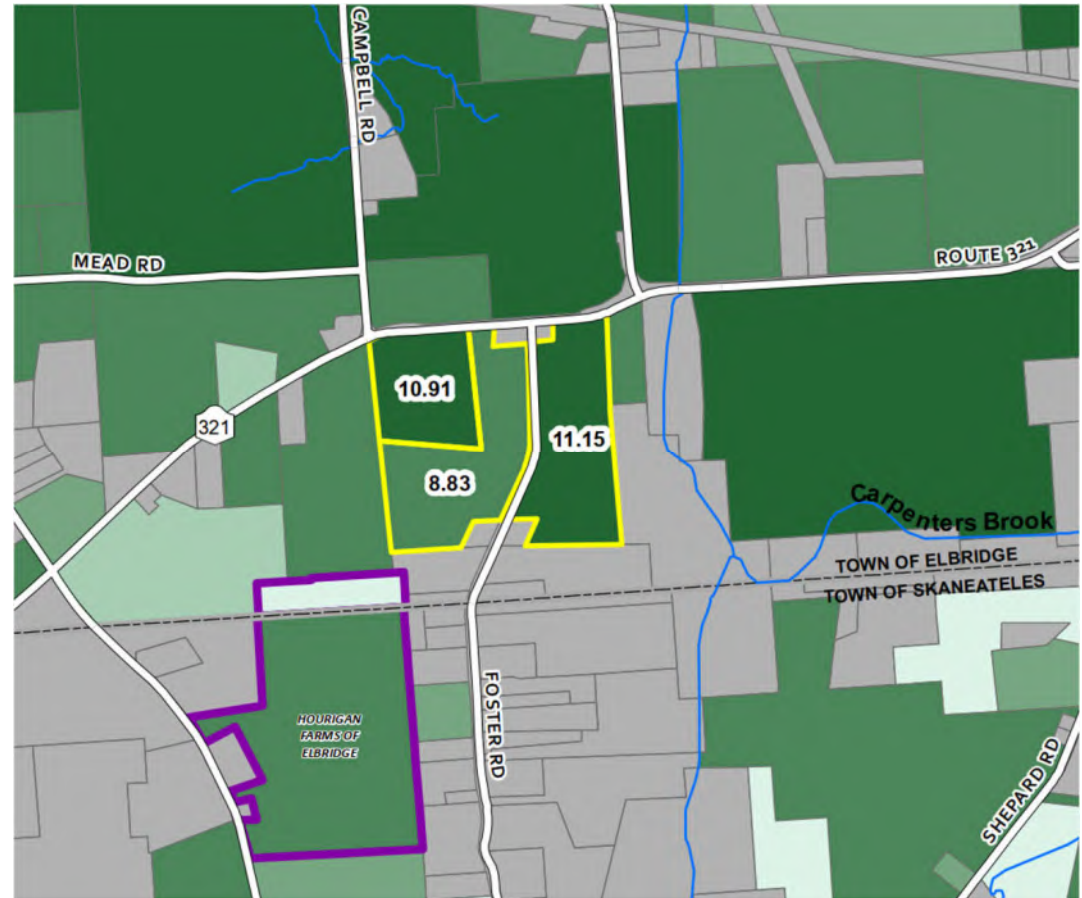 CAMPBELL RD
MEAD RD
ROUTE 321
321
10.91
11.15
8.83
Carpenters Brook
TOWN OF ELBRIDGE
TOWN OF SKANEATELES
FOSTER RD
HOURIGAN
FARMS OF
ELBRIDGE
SHEPARD RD